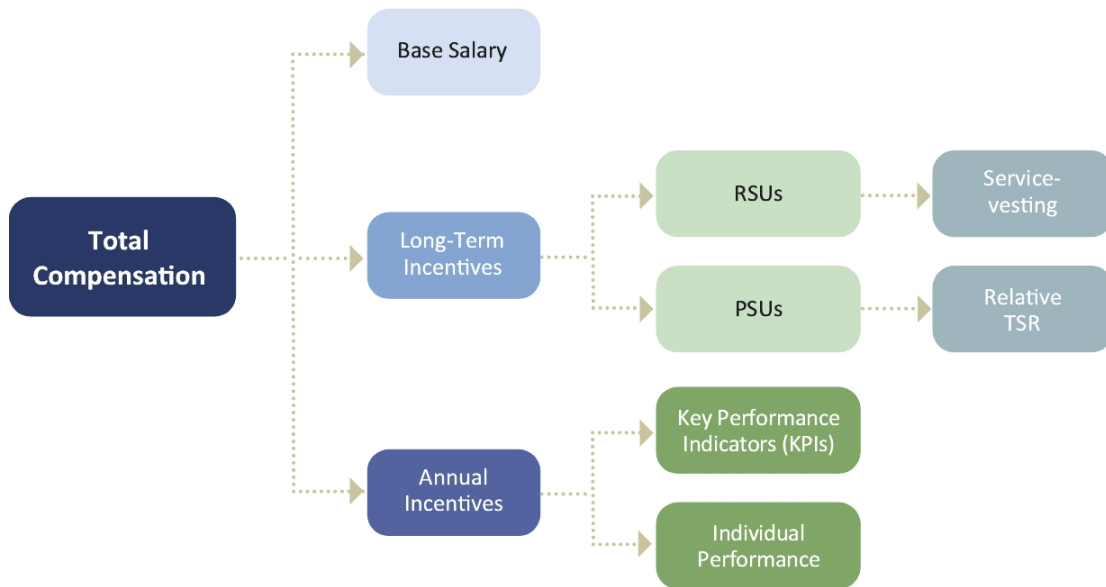 Base Salary
Total
Compensation
Long-Term
Incentives
RSUs
Service-
vesting
PSUs
Relative
TSR
Annual
Incentives
Key Performance
Indicators (KPIs)
Individual
Performance